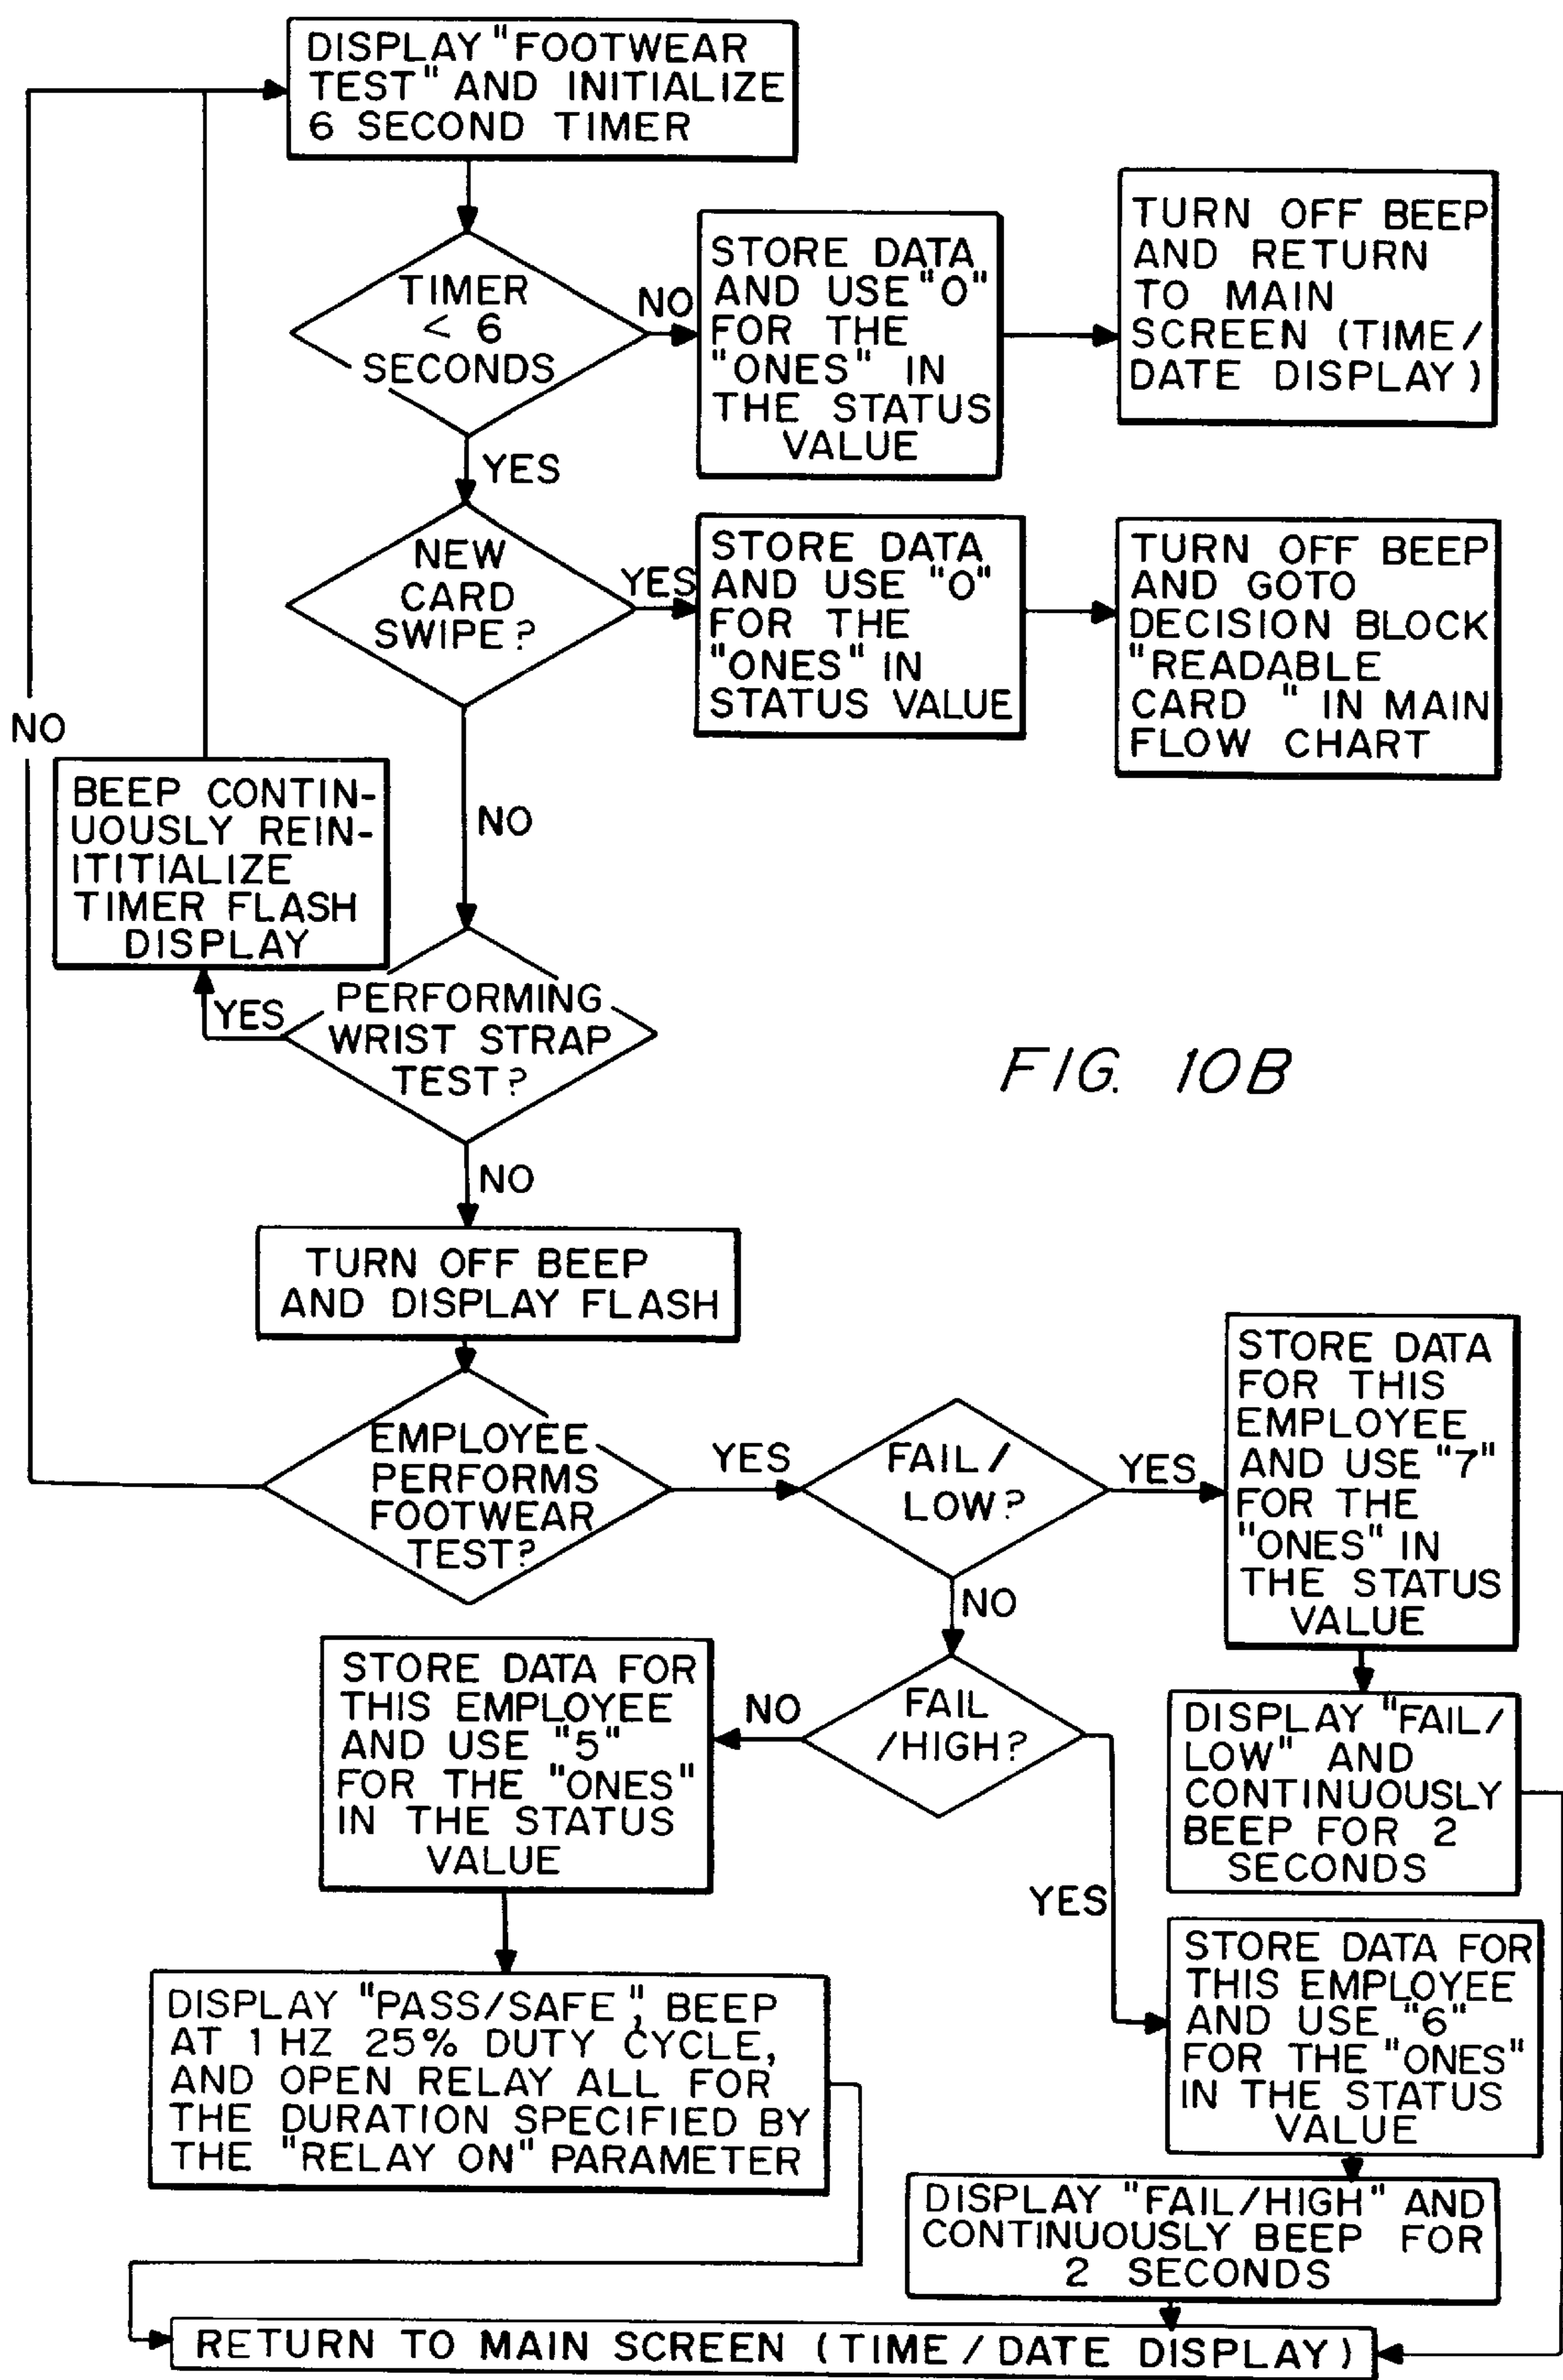 DISPLAY "FOOTWEAR
TEST" AND INITIALIZE
6 SECOND TIMER
TIMER
< 6
SECONDS
NO
STORE DATA
AND USE "O"
FOR THE
"ONES" IN
THE STATUS
VALUE
TURN OFF BEEP
AND RETURN
TO MAIN
SCREEN (TIME/
DATE DISPLAY)
YES
NEW
CARD
SWIPE?
YES
STORE DATA
AND USE "O"
FOR THE
"ONES" IN
STATUS VALUE
TURN OFF BEEP
AND GOTO
DECISION BLOCK
"READABLE
CARD " IN MAIN
FLOW CHART
NO
BEEP CONTIN-
UOUSLY REIN-
ITITIALIZE
TIMER FLASH
DISPLAY
NO
YES
PERFORMING
WRIST STRAP
TEST?
FIG. 10B
NO
TURN OFF BEEP
AND DISPLAY FLASH
EMPLOYEE
PERFORMS
FOOTWEAR
TEST?
YES
FAIL/
LOW?
YES
STORE DATA
FOR THIS
EMPLOYEE
AND USE "7"
FOR THE
"ONES" IN
THE STATUS
VALUE
NO
STORE DATA FOR
THIS EMPLOYEE
AND USE "5"
FOR THE "ONES"
IN THE STATUS
VALUE
NO
FAIL
/HIGH?
DISPLAY "FAIL/
LOW" AND
CONTINUOUSLY
BEEP FOR 2
SECONDS
YES
STORE DATA FOR
THIS EMPLOYEE
AND USE "6"
FOR THE "ONES"
IN THE STATUS
VALUE
DISPLAY "PASS/SAFE", BEEP
AT 1 HZ 25% DUTY CYCLE,
AND OPEN RELAY ALL FOR
THE DURATION SPECIFIED BY
THE "RELAY ON" PARAMETER
DISPLAY "FAIL/HIGH" AND
CONTINUOUSLY BEEP FOR
2 SECONDS
RETURN TO MAIN SCREEN (TIME/DATE DISPLAY)